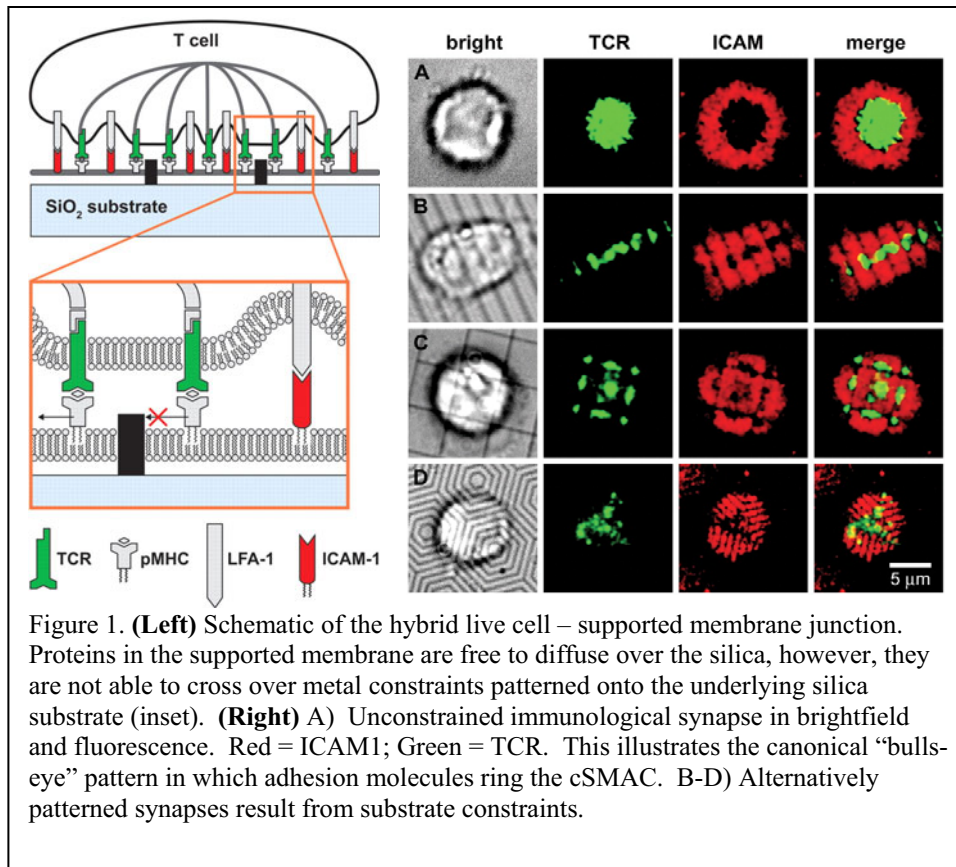 T cell
SiO₂ substrate
TCR
pMHC
LFA-1
ICAM-1
bright TCR ICAM merge
A
B
C
D
5 μm
Figure 1. (Left) Schematic of the hybrid live cell – supported membrane junction.
Proteins in the supported membrane are free to diffuse over the silica, however, they
are not able to cross over metal constraints patterned onto the underlying silica
substrate (inset). (Right) A) Unconstrained immunological synapse in brightfield
and fluorescence. Red = ICAM1; Green = TCR. This illustrates the canonical “bulls-
eye” pattern in which adhesion molecules ring the cSMAC. B-D) Alternatively
patterned synapses result from substrate constraints.